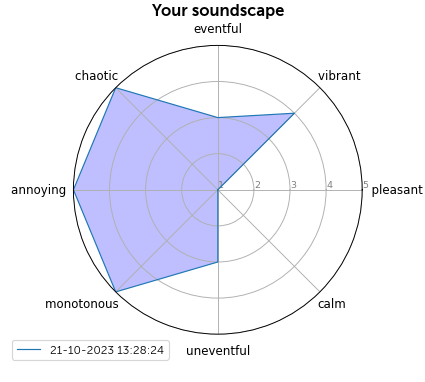 Your soundscape
eventful
chaotic
vibrant
annoying
1
2
3
4
5
pleasant
monotonous
calm
uneventful
21-10-2023 13:28:24